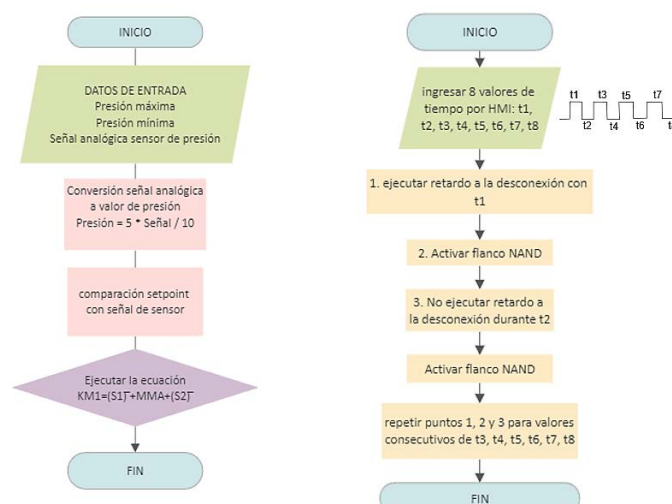 INICIO
DATOS DE ENTRADA
Presión máxima
Presión mínima
Señal analógica sensor de presión
Conversión señal analógica
a valor de presión
Presión = 5 * Señal / 10
comparación setpoint
con señal de sensor
Ejecutar la ecuación
KM1=(S1)‾+MMA+(S2)‾
FIN
INICIO
ingresar 8 valores de
tiempo por HMI: t1,
t2, t3, t4, t5, t6, t7, t8
t1 t3 t5 t7
t2 t4 t6
1. ejecutar retardo a la desconexión con
t1
2. Activar flanco NAND
3. No ejecutar retardo a
la desconexión durante t2
Activar flanco NAND
repetir puntos 1, 2 y 3 para valores
consecutivos de t3, t4, t5, t6, t7, t8
FIN